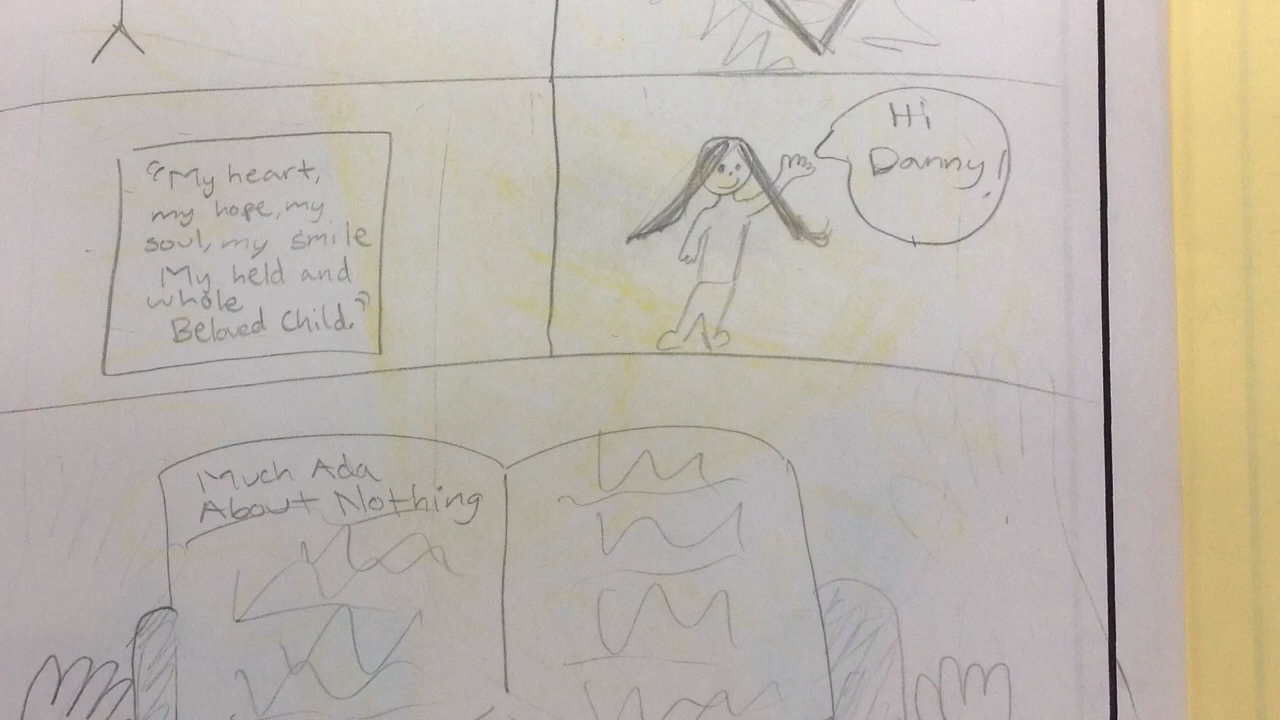 “My heart,
my hope, my
soul, my smile
My held and
whole
Beloved Child.”
Hi
Danny!
Much Ada
About Nothing